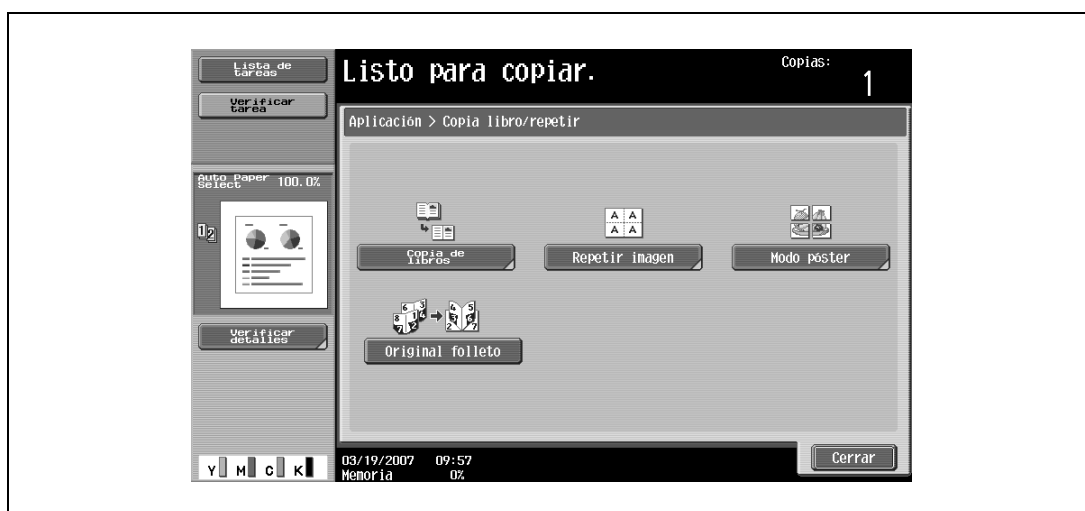 Lista de
tareas
Verificar
tarea
Listo para copiar.
Copias:
1
Aplicación > Copia libro/repetir
Auto Paper
Select 100.0%
1 2
Copia de
libros
A A
A A
Repetir imagen
Modo póster
Original folleto
Verificar
detalles
Y M C K
03/19/2007 09:57
Memoria 0%
Cerrar